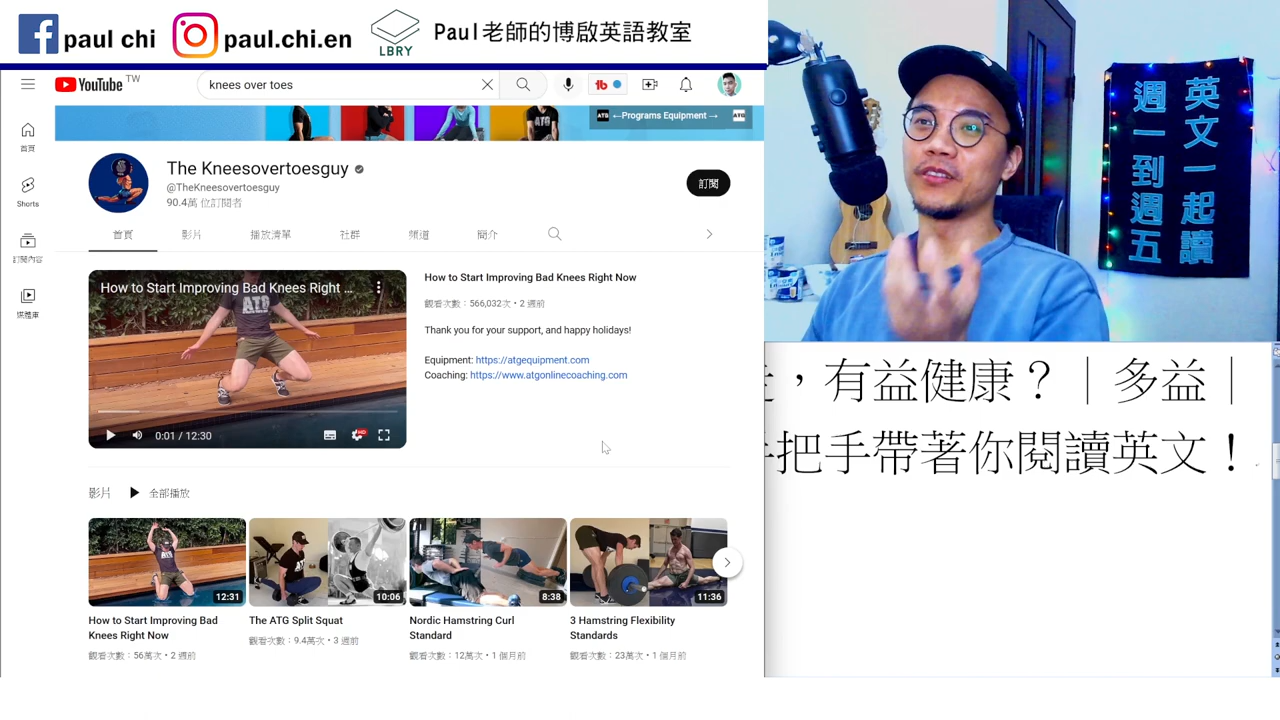 paul chi
paul.chi.en
LBRY
Paul老師的博啟英語教室
YouTube TW
knees over toes
首頁
Shorts
訂閱內容
媒體庫
ATG
←Programs Equipment→
ATG
The Kneesovertoesguy
@TheKneesovertoesguy
90.4萬 位訂閱者
訂閱
首頁 影片 播放清單 社群 頻道 簡介
How to Start Improving Bad Knees Right ...
ATG
0:01 / 12:30
HD
How to Start Improving Bad Knees Right Now
觀看次數：566,032次・2 週前
Thank you for your support, and happy holidays!
Equipment: https://atgequipment.com
Coaching: https://www.atgonlinecoaching.com
影片 全部播放
12:31
10:06
8:38
11:36
How to Start Improving Bad Knees Right Now
觀看次數：56萬次・2 週前
The ATG Split Squat
觀看次數：9.4萬次・3 週前
Nordic Hamstring Curl Standard
觀看次數：12萬次・1 個月前
3 Hamstring Flexibility Standards
觀看次數：23萬次・1 個月前
英文一起讀
週一到週五
，有益健康？｜多益｜
把手帶著你閱讀英文！